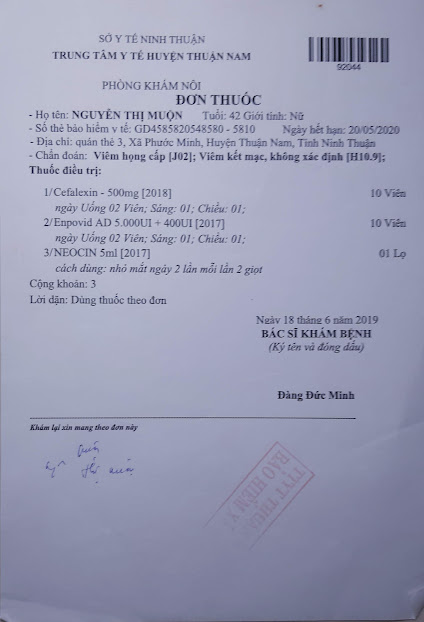 SỞ Y TẾ NINH THUẬN
TRUNG TÂM Y TẾ HUYỆN THUẬN NAM
92044
PHÒNG KHÁM NỘI
ĐƠN THUỐC
- Họ tên: NGUYỄN THỊ MUỘN Tuổi: 42 Giới tính: Nữ
- Số thẻ bảo hiểm y tế: GD4585820548580 - 5810 Ngày hết hạn: 20/05/2020
- Địa chỉ: quán thẻ 3, Xã Phước Minh, Huyện Thuận Nam, Tỉnh Ninh Thuận
- Chẩn đoán: Viêm họng cấp [J02]; Viêm kết mạc, không xác định [H10.9];
Thuốc điều trị:
1/Cefalexin - 500mg [2018] 10 Viên
ngày Uống 02 Viên; Sáng: 01; Chiều: 01;
2/Enpovid AD 5.000UI + 400UI [2017] 10 Viên
ngày Uống 02 Viên; Sáng: 01; Chiều: 01;
3/NEOCIN 5ml [2017] 01 Lọ
cách dùng: nhỏ mắt ngày 2 lần mỗi lần 2 giọt
Cộng khoản: 3
Lời dặn: Dùng thuốc theo đơn
Ngày 18 tháng 6 năm 2019
BÁC SĨ KHÁM BỆNH
(Ký tên và đóng dấu)
Đàng Đức Minh
Khám lại xin mang theo đơn này
TTYT THU
BẢO HIỂM Y